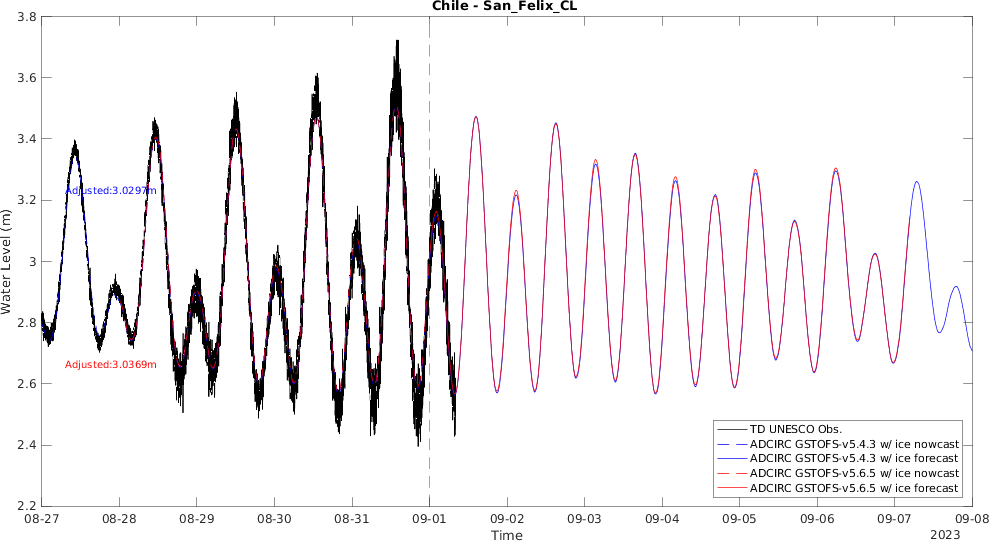 Chile - San_Felix_CL
3.8
3.6
3.4
3.2
3
2.8
2.6
2.4
2.2
Water Level (m)
Adjusted:3.0297m
Adjusted:3.0369m
TD UNESCO Obs.
ADCIRC GSTOFS-v5.4.3 w/ ice nowcast
ADCIRC GSTOFS-v5.4.3 w/ ice forecast
ADCIRC GSTOFS-v5.6.5 w/ ice nowcast
ADCIRC GSTOFS-v5.6.5 w/ ice forecast
08-27 08-28 08-29 08-30 08-31 09-01 09-02 09-03 09-04 09-05 09-06 09-07 09-08
Time
2023